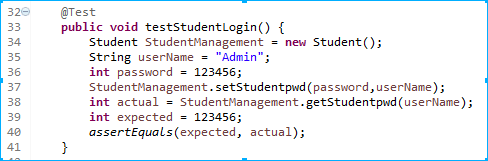 32 @Test
33 public void testStudentLogin() {
34 Student StudentManagement = new Student();
35 String userName = "Admin";
36 int password = 123456;
37 StudentManagement.setStudentpwd(password,userName);
38 int actual = StudentManagement.getStudentpwd(userName);
39 int expected = 123456;
40 assertEquals(expected, actual);
41 }